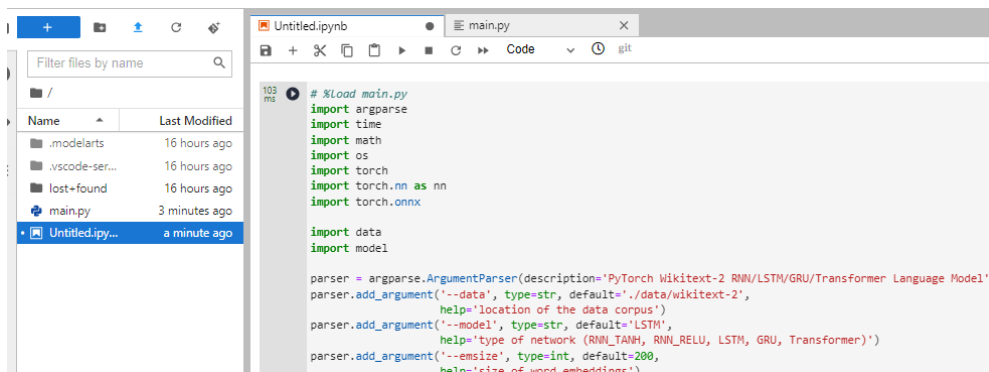 Untitled.ipynb
main.py
Code
git
Filter files by name
/
Name
Last Modified
.modelarts
16 hours ago
.vscode-ser...
16 hours ago
lost+found
16 hours ago
main.py
3 minutes ago
Untitled.ipy...
a minute ago
103
ms
# %load main.py
import argparse
import time
import math
import os
import torch
import torch.nn as nn
import torch.onnx
import data
import model
parser = argparse.ArgumentParser(description='PyTorch Wikitext-2 RNN/LSTM/GRU/Transformer Language Model'
parser.add_argument('--data', type=str, default='./data/wikitext-2',
help='location of the data corpus')
parser.add_argument('--model', type=str, default='LSTM',
help='type of network (RNN_TANH, RNN_RELU, LSTM, GRU, Transformer)')
parser.add_argument('--emsize', type=int, default=200,
help='size of word embeddings')